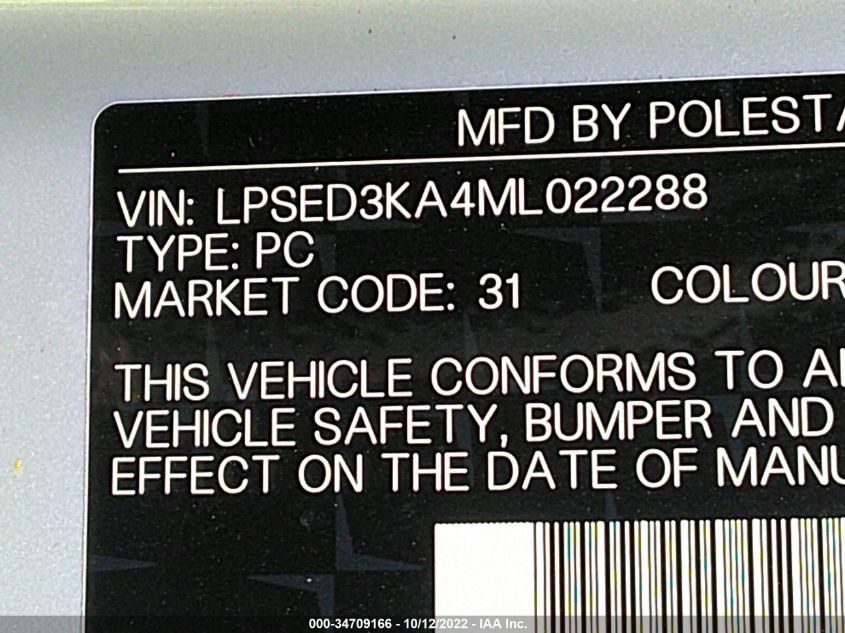 MFD BY POLESTA
VIN: LPSED3KA4ML022288
TYPE: PC
MARKET CODE: 31 COLOUR
THIS VEHICLE CONFORMS TO AL
VEHICLE SAFETY, BUMPER AND
EFFECT ON THE DATE OF MANU
000-34709166 - 10/12/2022 - IAA Inc.